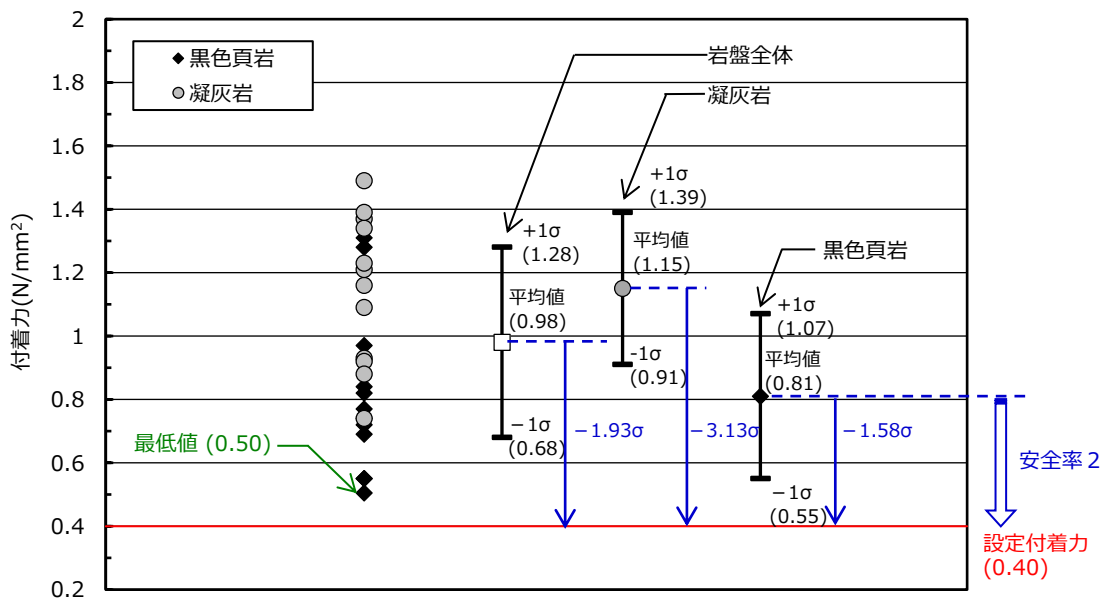 付着力(N/mm²)
2
1.8
1.6
1.4
1.2
1
0.8
0.6
0.4
0.2
黒色頁岩
凝灰岩
岩盤全体
凝灰岩
黒色頁岩
+1σ
(1.28)
平均値
(0.98)
－1σ
(0.68)
+1σ
(1.39)
平均値
(1.15)
-1σ
(0.91)
+1σ
(1.07)
平均値
(0.81)
－1σ
(0.55)
－1.93σ
－3.13σ
－1.58σ
最低値 (0.50)
安全率２
設定付着力
(0.40)